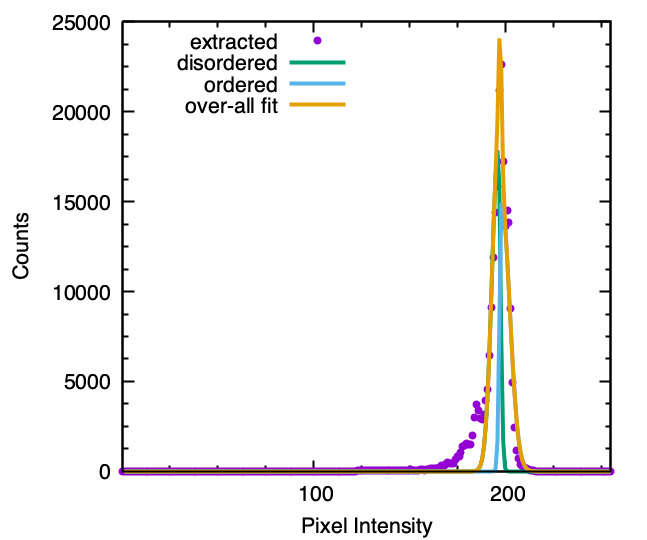 25000
20000
15000
10000
5000
0
Counts
extracted
disordered
ordered
over-all fit
100 200
Pixel Intensity